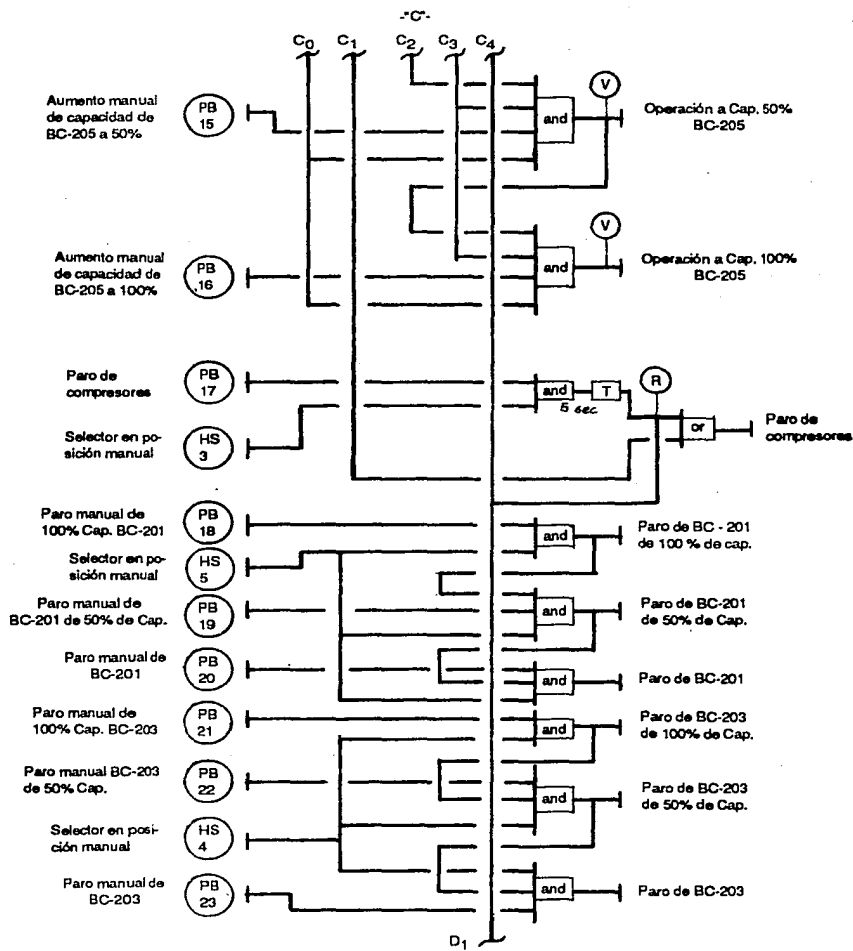 -"C"-
C0 C1 C2 C3 C4
Aumento manual
de capacidad de
BC-205 a 50%
PB
15
and
V
Operación a Cap. 50%
BC-205
Aumento manual
de capacidad de
BC-205 a 100%
PB
16
and
V
Operación a Cap. 100%
BC-205
Paro de
compresores
PB
17
and
5 sec
T
R
or
Paro de
compresores
Selector en po-
sición manual
HS
3
Paro manual de
100% Cap. BC-201
PB
18
and
Paro de BC - 201
de 100 % de cap.
Selector en po-
sición manual
HS
5
Paro manual de
BC-201 de 50% de Cap.
PB
19
and
Paro de BC-201
de 50% de Cap.
Paro manual de
BC-201
PB
20
and
Paro de BC-201
Paro manual de
100% Cap. BC-203
PB
21
and
Paro de BC-203
de 100% de Cap.
Paro manual BC-203
de 50% Cap.
PB
22
and
Paro de BC-203
de 50% de Cap.
Selector en posi-
ción manual
HS
4
Paro manual de
BC-203
PB
23
and
Paro de BC-203
D1